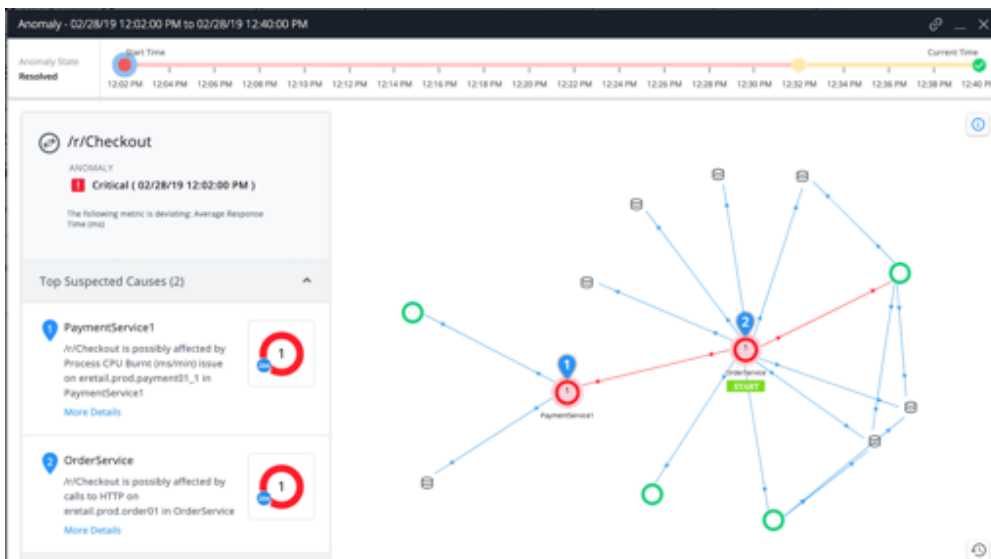 Anomaly - 02/28/19 12:02:00 PM to 02/28/19 12:40:00 PM
Anomaly State
Resolved
Start Time
Current Time
12:02 PM 12:04 PM 12:06 PM 12:08 PM 12:10 PM 12:12 PM 12:14 PM 12:16 PM 12:18 PM 12:20 PM 12:22 PM 12:24 PM 12:26 PM 12:28 PM 12:30 PM 12:32 PM 12:34 PM 12:36 PM 12:38 PM 12:40 PM
/r/Checkout
ANOMALY
! Critical ( 02/28/19 12:02:00 PM )
The following metric is deviating: Average Response
Time (ms)
Top Suspected Causes (2)
1 PaymentService1
/r/Checkout is possibly affected by
Process CPU Burnt (ms/min) issue
on eretail.prod.payment01_1 in
PaymentService1
More Details
1
2 OrderService
/r/Checkout is possibly affected by
calls to HTTP on
eretail.prod.order01 in OrderService
More Details
1
1
1
PaymentService1
2
1
OrderService
START